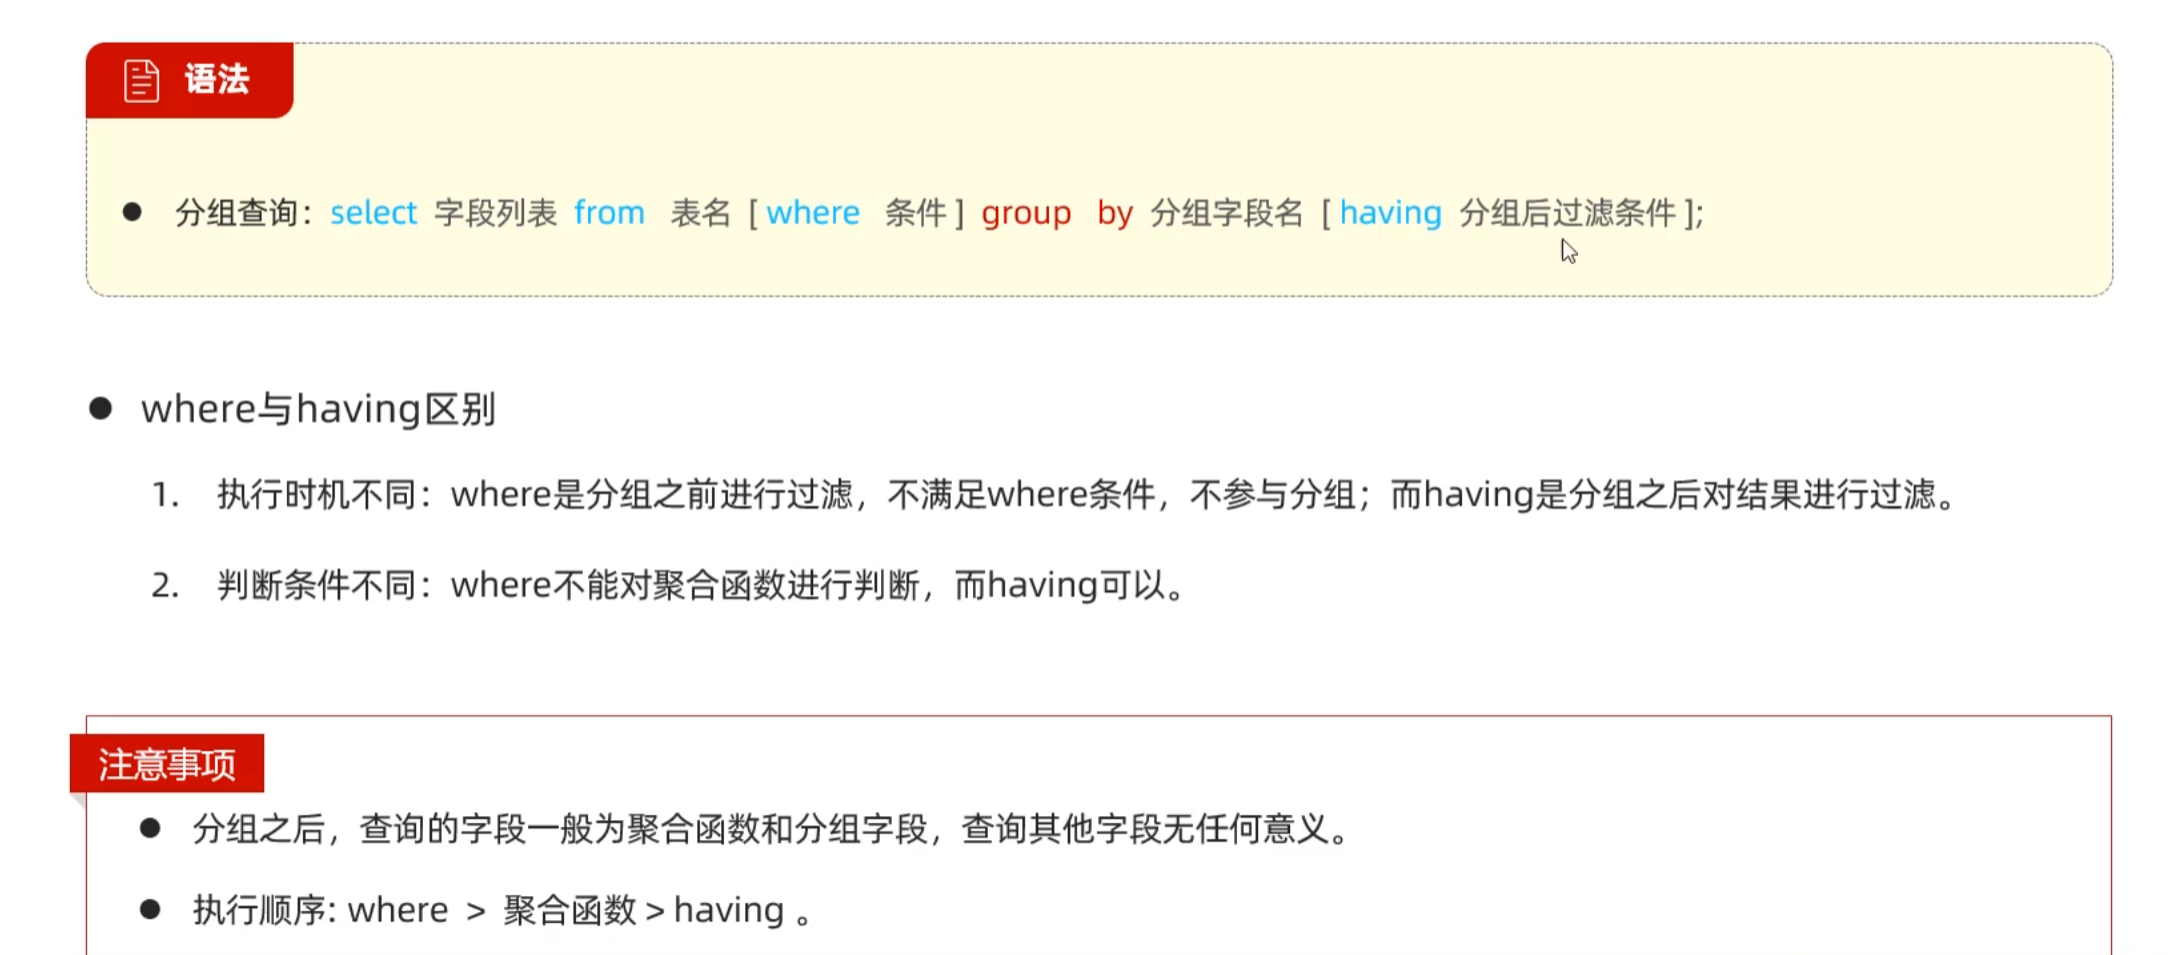 语法
● 分组查询：select 字段列表 from 表名 [ where 条件 ] group by 分组字段名 [ having 分组后过滤条件 ];
● where与having区别
1. 执行时机不同：where是分组之前进行过滤，不满足where条件，不参与分组；而having是分组之后对结果进行过滤。
2. 判断条件不同：where不能对聚合函数进行判断，而having可以。
注意事项
● 分组之后，查询的字段一般为聚合函数和分组字段，查询其他字段无任何意义。
● 执行顺序: where > 聚合函数 > having 。